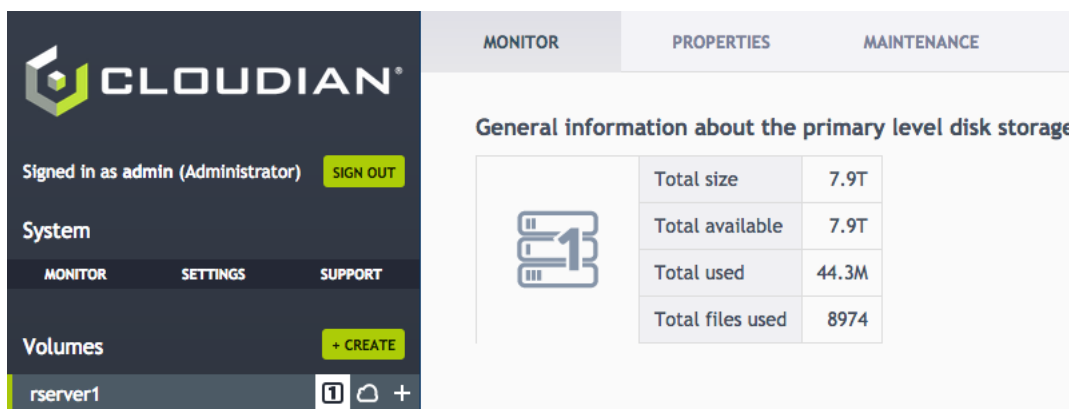 CLOUDIAN®
Signed in as admin (Administrator) SIGN OUT
System
MONITOR SETTINGS SUPPORT
Volumes + CREATE
rserver1 1 +
MONITOR PROPERTIES MAINTENANCE
General information about the primary level disk storage
1
Total size 7.9T
Total available 7.9T
Total used 44.3M
Total files used 8974